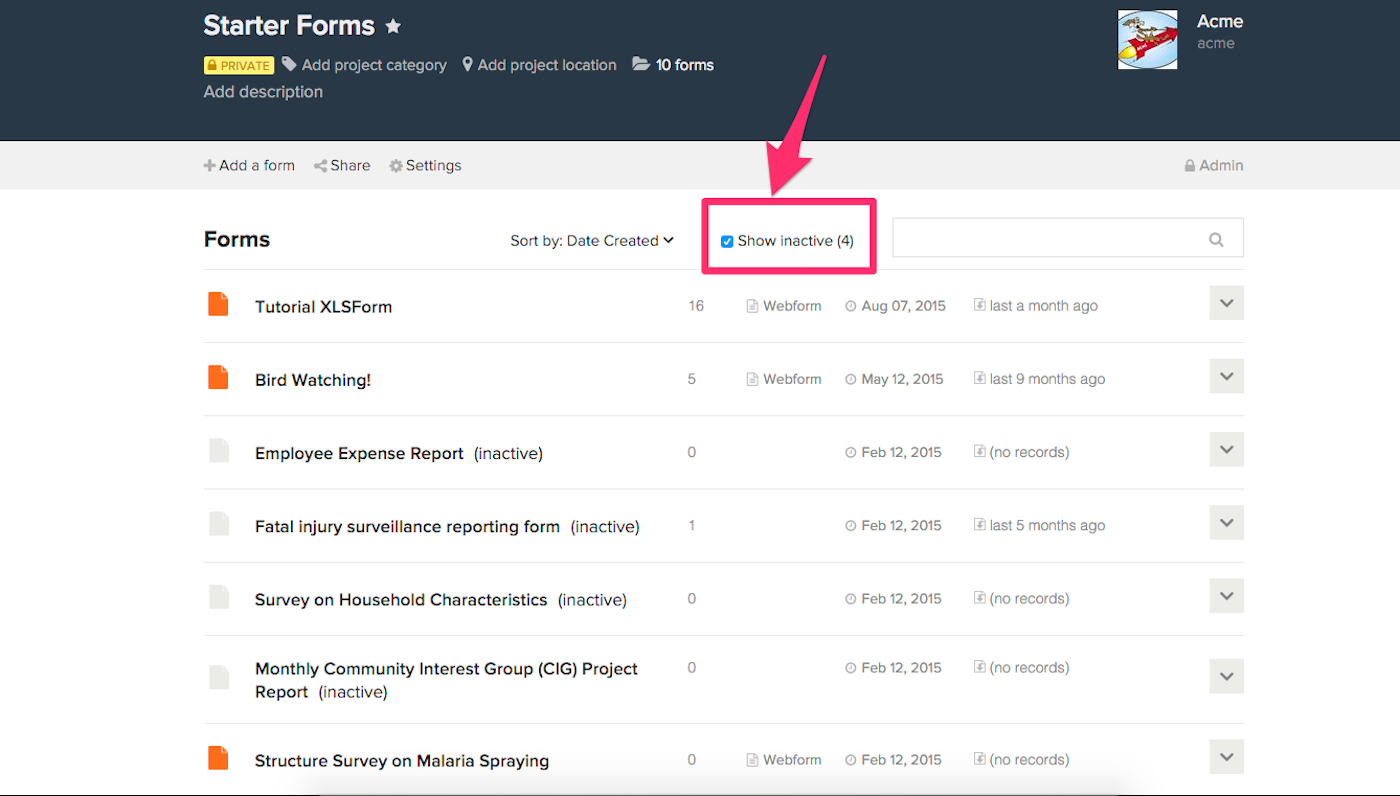 Starter Forms
Acme
acme
PRIVATE Add project category Add project location 10 forms
Add description
Add a form Share Settings Admin
Forms Sort by: Date Created Show inactive (4)
Tutorial XLSForm 16 Webform Aug 07, 2015 last a month ago
Bird Watching! 5 Webform May 12, 2015 last 9 months ago
Employee Expense Report (inactive) 0 Feb 12, 2015 (no records)
Fatal injury surveillance reporting form (inactive) 1 Feb 12, 2015 last 5 months ago
Survey on Household Characteristics (inactive) 0 Feb 12, 2015 (no records)
Monthly Community Interest Group (CIG) Project 0 Feb 12, 2015 (no records)
Report (inactive)
Structure Survey on Malaria Spraying 0 Webform Feb 12, 2015 (no records)